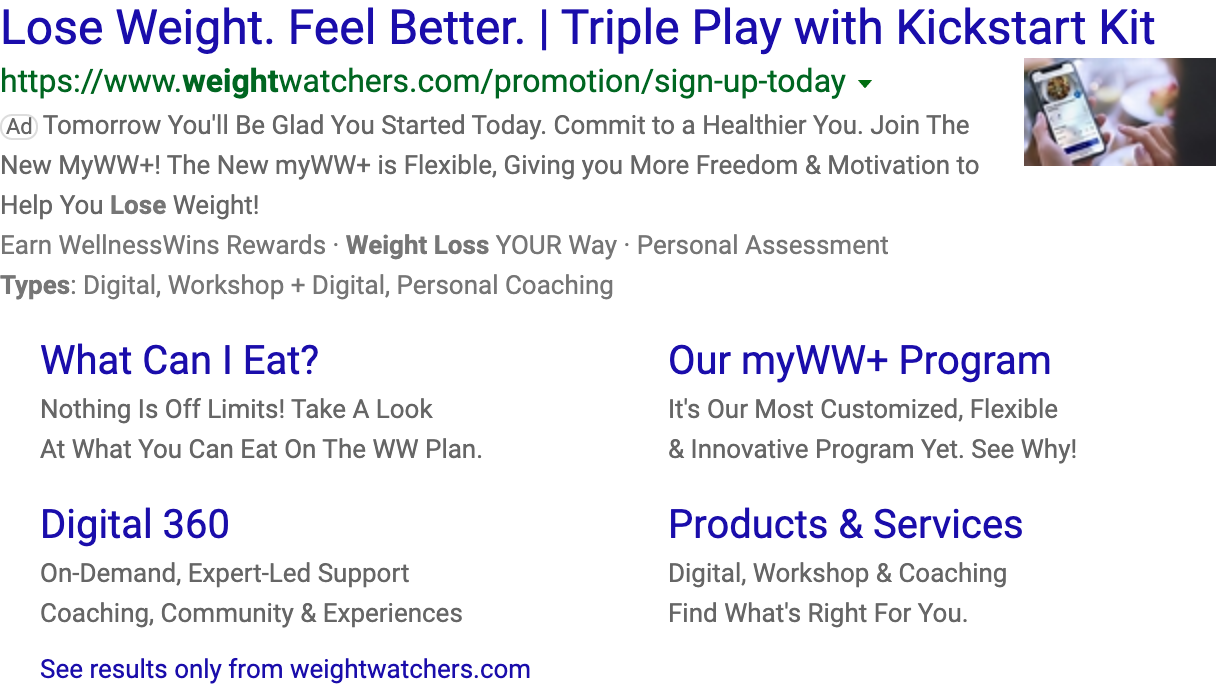 Lose Weight. Feel Better. | Triple Play with Kickstart Kit
https://www.weightwatchers.com/promotion/sign-up-today
Ad Tomorrow You'll Be Glad You Started Today. Commit to a Healthier You. Join The
New MyWW+! The New myWW+ is Flexible, Giving you More Freedom & Motivation to
Help You Lose Weight!
Earn WellnessWins Rewards · Weight Loss YOUR Way · Personal Assessment
Types: Digital, Workshop + Digital, Personal Coaching
What Can I Eat?
Nothing Is Off Limits! Take A Look
At What You Can Eat On The WW Plan.
Our myWW+ Program
It's Our Most Customized, Flexible
& Innovative Program Yet. See Why!
Digital 360
On-Demand, Expert-Led Support
Coaching, Community & Experiences
Products & Services
Digital, Workshop & Coaching
Find What's Right For You.
See results only from weightwatchers.com